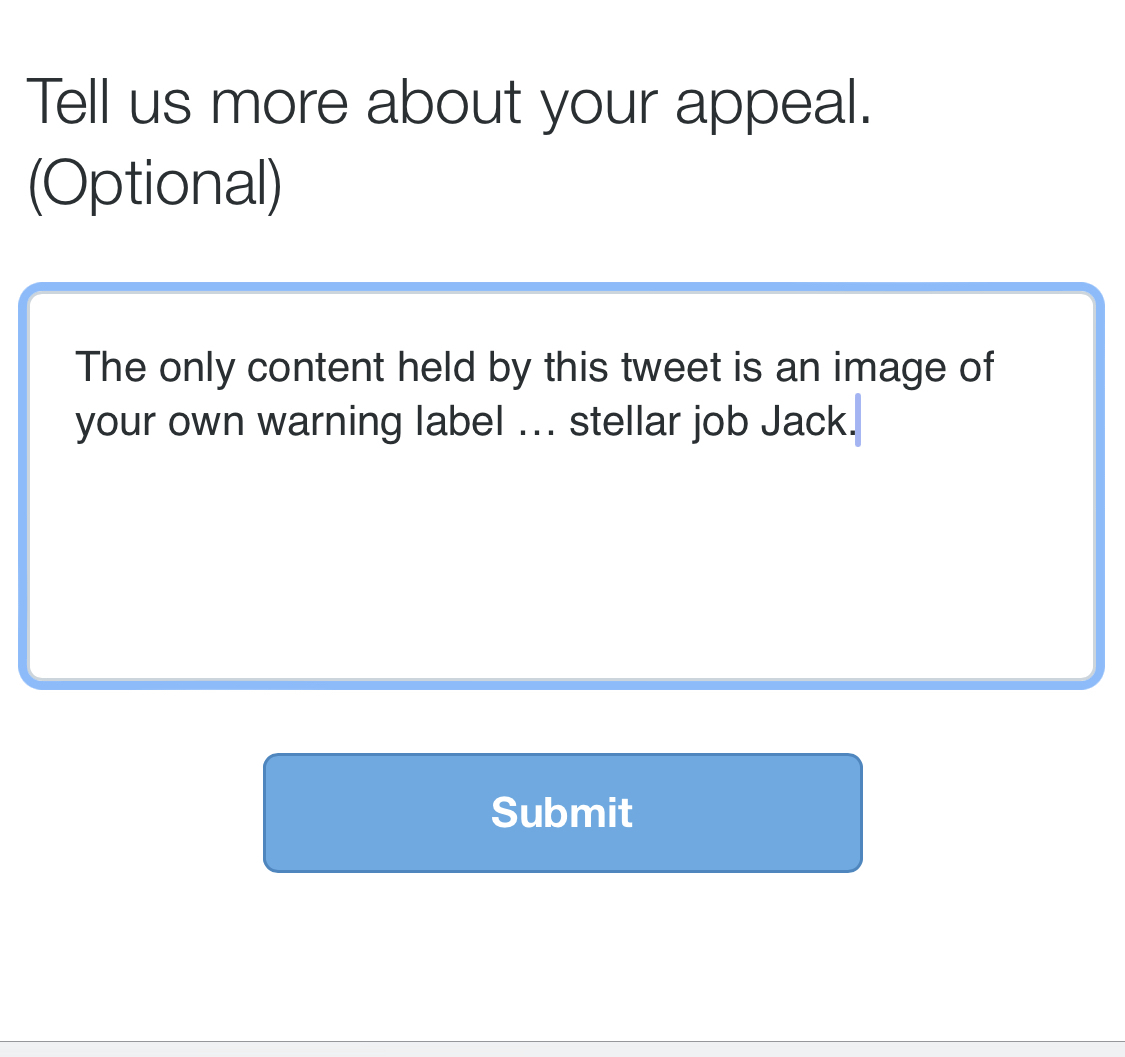 Tell us more about your appeal.
(Optional)
The only content held by this tweet is an image of
your own warning label … stellar job Jack.
Submit